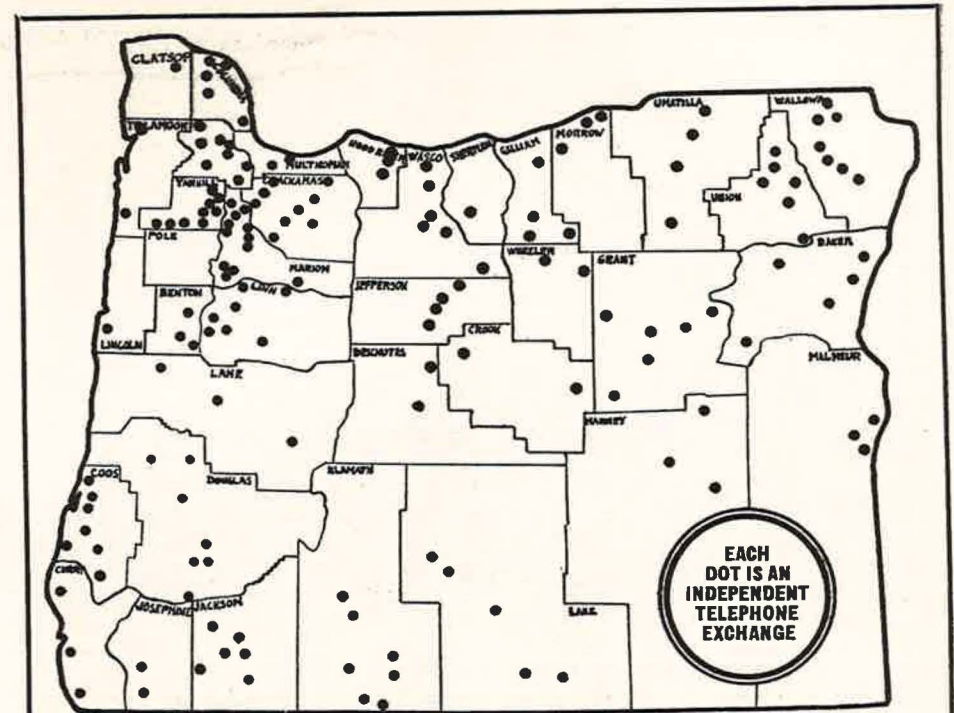 CLATSOP
UMATILLA
WALLOWA
MORROW
MULTNOMAH
HOOD RIVER
WASCO
SHERMAN
GILLIAM
CLACKAMAS
YAMHILL
UNION
POLK
BAKER
WHEELER
GRANT
MARION
JEFFERSON
BENTON
LINN
CROOK
LINCOLN
DESCHUTES
MALHEUR
LANE
HARNEY
COOS
DOUGLAS
KLAMATH
EACH
DOT IS AN
INDEPENDENT
TELEPHONE
EXCHANGE
CURRY
JOSEPHINE
JACKSON
LAKE